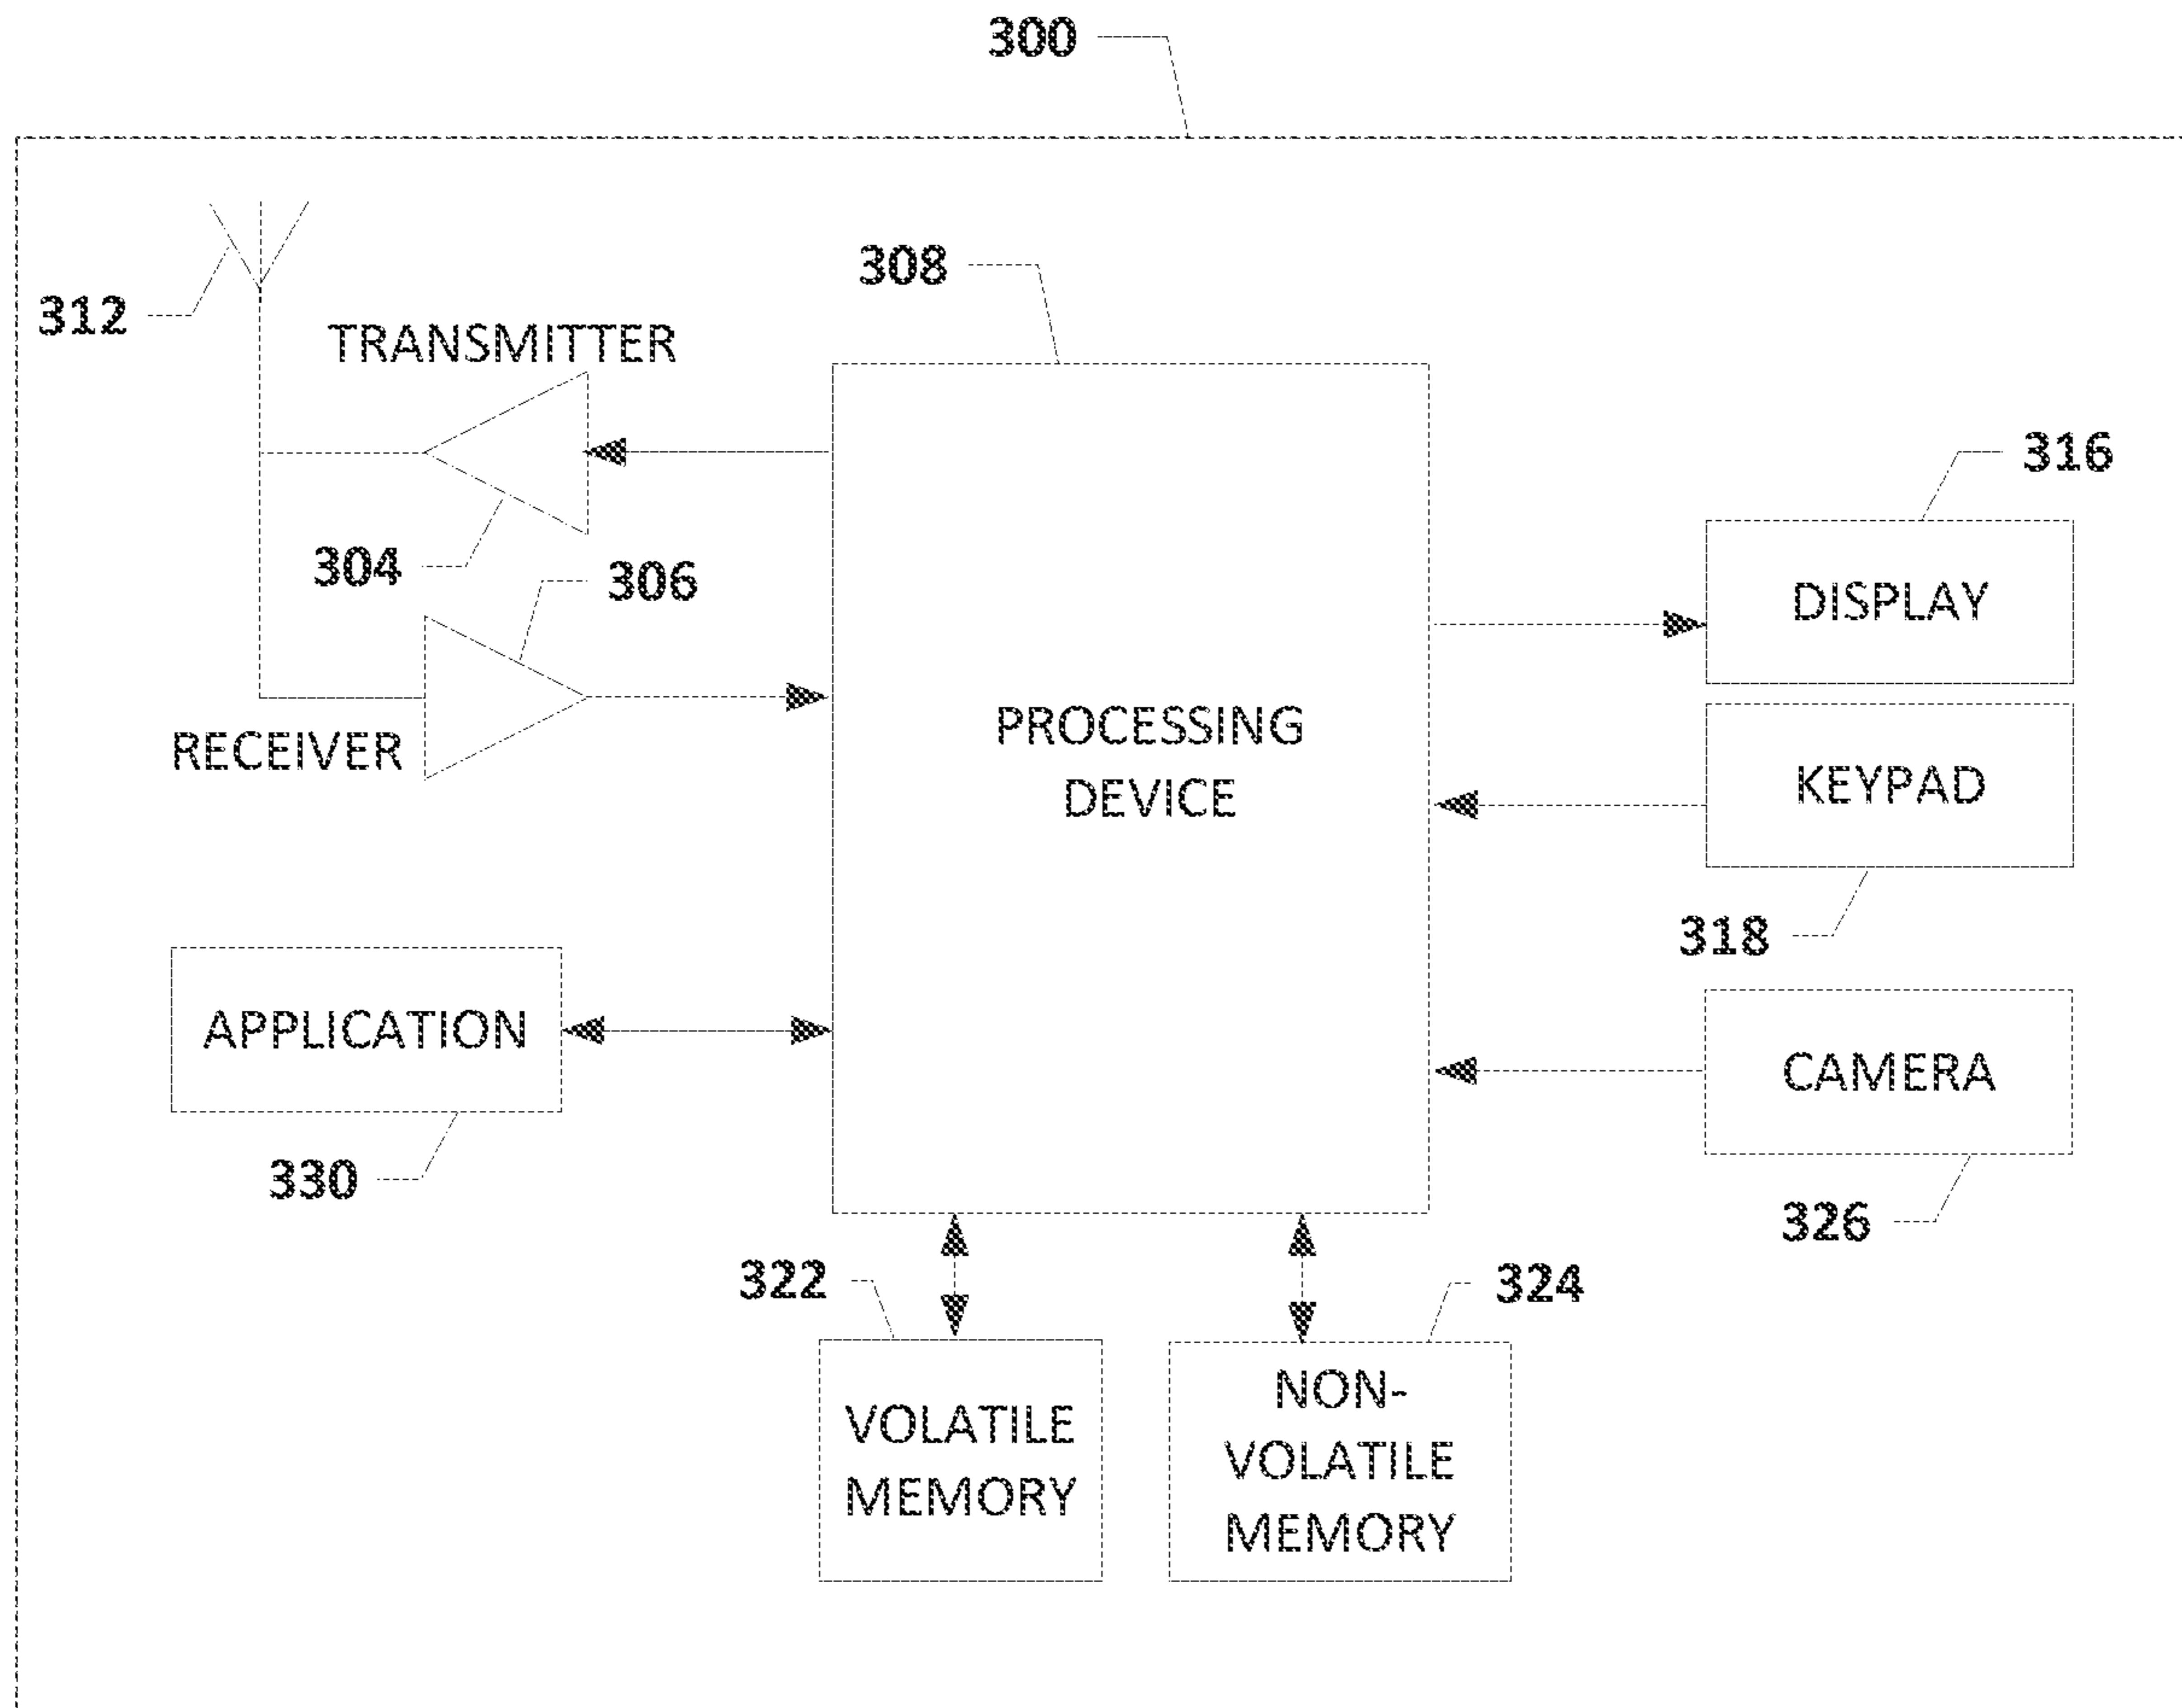 300
308
312
TRANSMITTER
316
304
306
DISPLAY
RECEIVER
PROCESSING
DEVICE
KEYPAD
318
APPLICATION
CAMERA
330
326
322
324
VOLATILE
MEMORY
NON-
VOLATILE
MEMORY